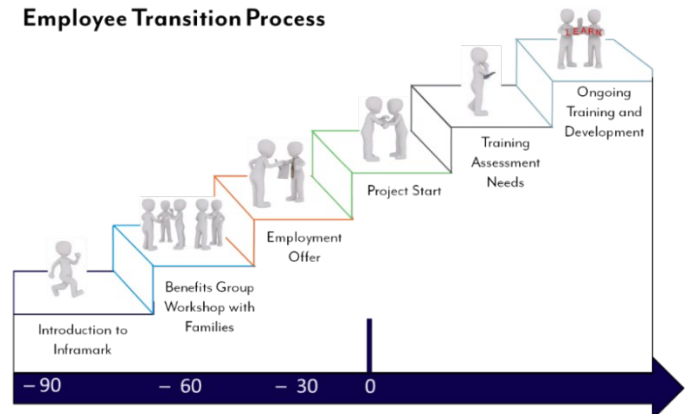 Employee Transition Process
LEARN
Ongoing
Training and
Development
Training
Assessment
Needs
Project Start
Employment
Offer
Benefits Group
Workshop with
Families
Introduction to
Inframark
– 90 – 60 – 30 0